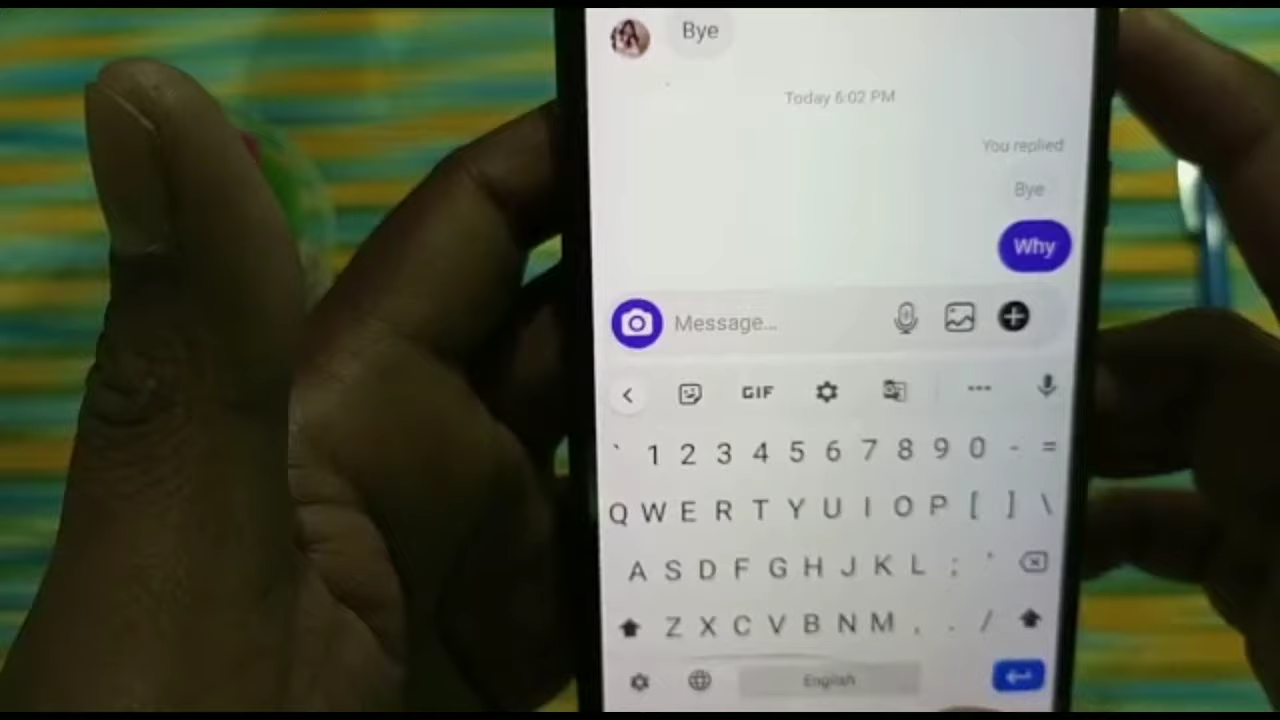 Bye
Today 6:02 PM
You replied
Bye
Why
Message...
GIF
` 1 2 3 4 5 6 7 8 9 0 - =
Q W E R T Y U I O P [ ] \
A S D F G H J K L ; '
Z X C V B N M , . /
English